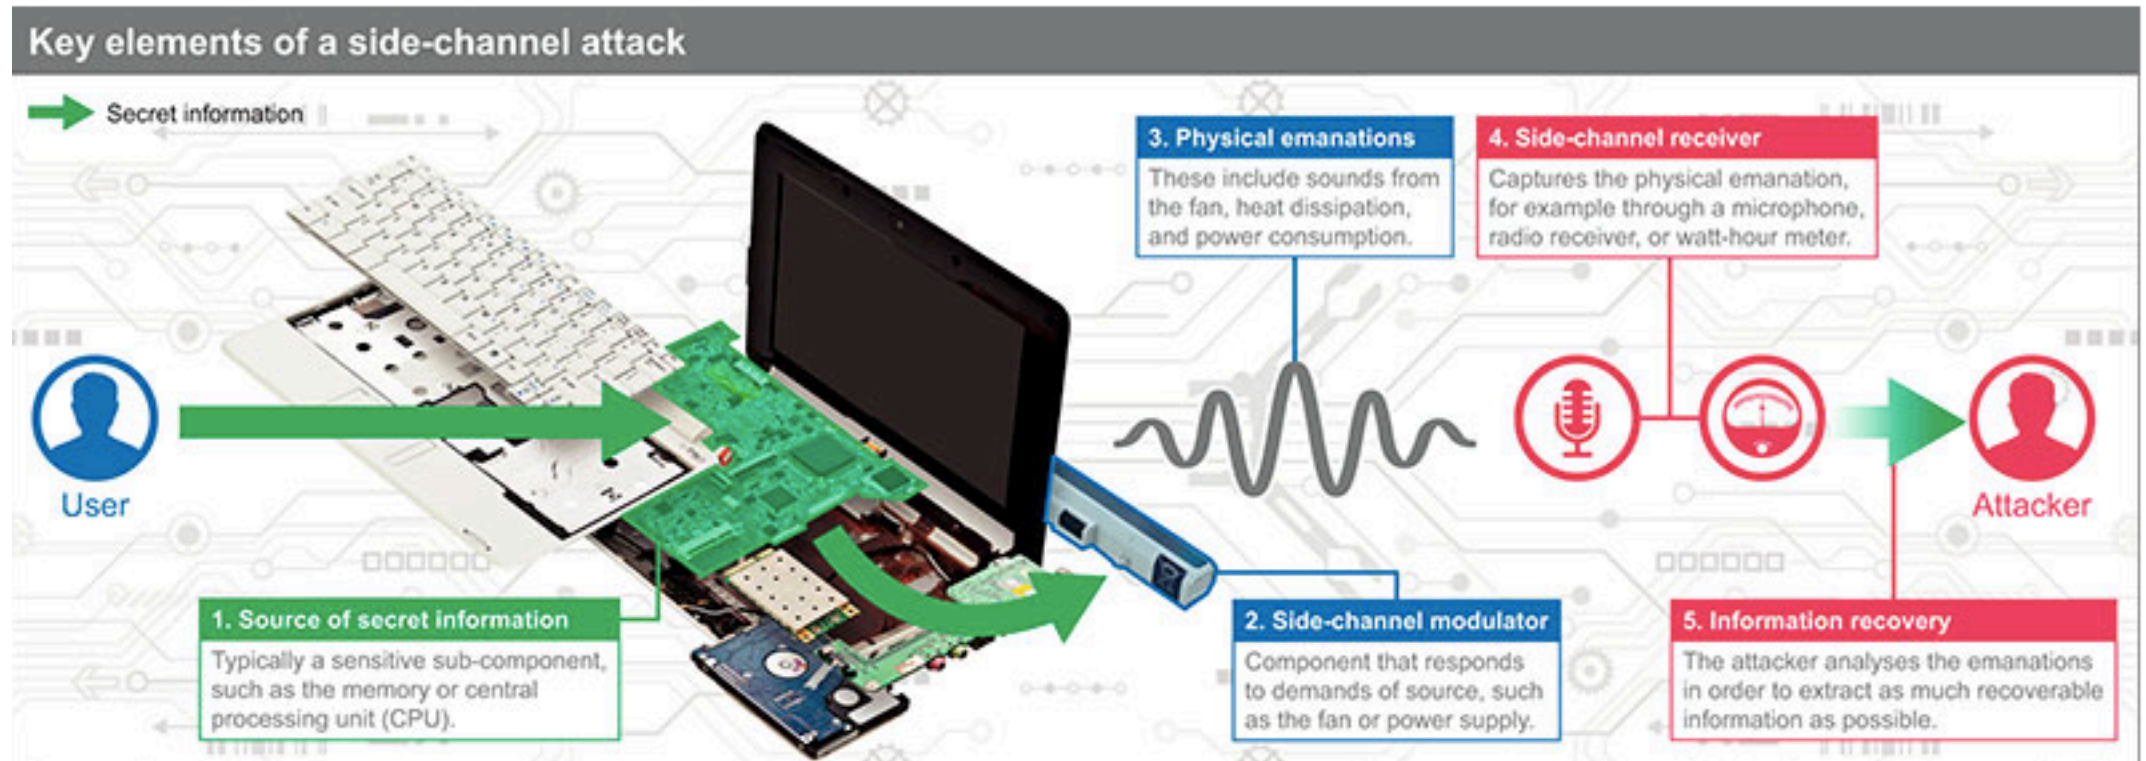 Key elements of a side-channel attack
Secret information
User
1. Source of secret information
Typically a sensitive sub-component,
such as the memory or central
processing unit (CPU).
2. Side-channel modulator
Component that responds
to demands of source, such
as the fan or power supply.
3. Physical emanations
These include sounds from
the fan, heat dissipation,
and power consumption.
4. Side-channel receiver
Captures the physical emanation,
for example through a microphone,
radio receiver, or watt-hour meter.
5. Information recovery
The attacker analyses the emanations
in order to extract as much recoverable
information as possible.
Attacker